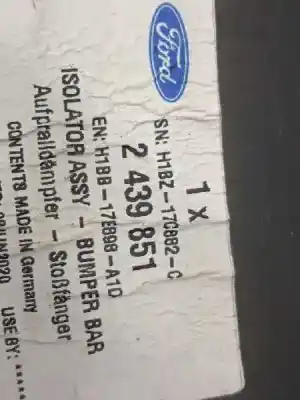 Ford
1 X
SN: H1BZ-17C882-C
2 439 851
EN: H1BB-17E898-A1D
ISOLATOR ASSY - BUMPER BAR
Aufpralldämpfer - Stoßfänger
CONTENTS MADE IN Germany
2020 USE BY: *****